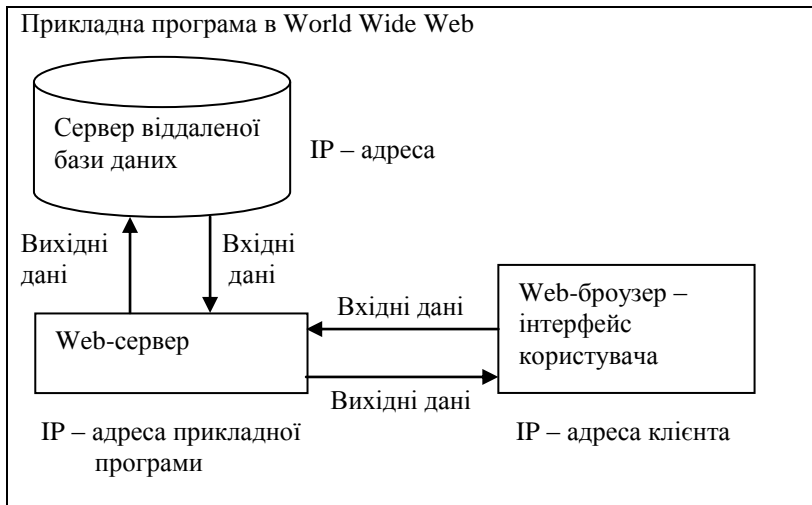 Прикладна програма в World Wide Web
Сервер віддаленої
бази даних
IP – адреса
Вихідні
дані
Вхідні
дані
Вхідні дані
Web-броузер –
інтерфейс
користувача
Web-сервер
Вихідні дані
IP – адреса прикладної
програми
IP – адреса клієнта